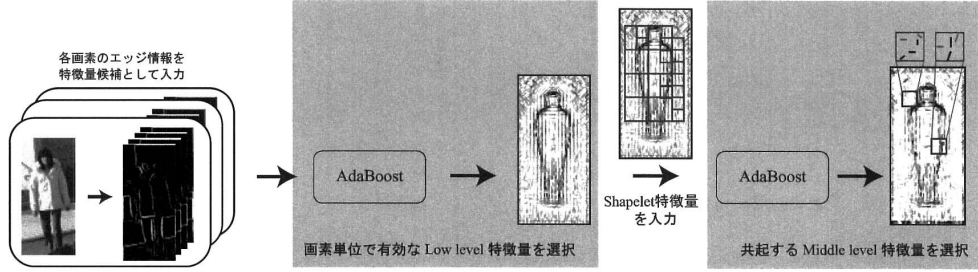 各画素のエッジ情報を
特徴量候補として入力
AdaBoost
画素単位で有効な Low level 特徴量を選択
Shapelet特徴量
を入力
AdaBoost
共起する Middle level 特徴量を選択